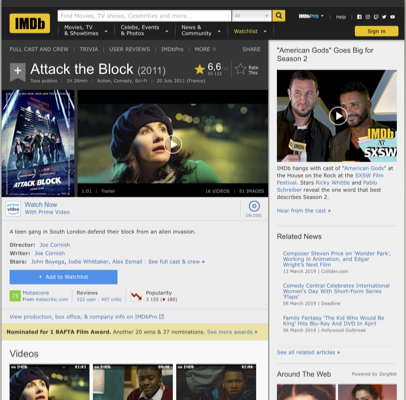 IMDb
Find Movies, TV shows, Celebrities and more...
All
IMDbPro
Help
Movies, TV
& Showtimes
Celebs, Events
& Photos
News &
Community
Watchlist
Sign in
FULL CAST AND CREW | TRIVIA | USER REVIEWS | IMDbPro | MORE
SHARE
Attack the Block (2011)
6,6
Rate
This
Tous publics | 1h 28min | Action, Comedy, Sci-Fi | 20 July 2011 (France)
ATTACK BLOCK
1:01 | Trailer
16 VIDEOS | 51 IMAGES
prime video
Watch Now
With Prime Video
ON DISC
A teen gang in South London defend their block from an alien invasion.
Director: Joe Cornish
Writer: Joe Cornish
Stars: John Boyega, Jodie Whittaker, Alex Esmail | See full cast & crew »
+ Add to Watchlist
75
Metascore
From metacritic.com
Reviews
322 user | 407 critic
Popularity
3 155
View production, box office, & company info on IMDbPro
Nominated for 1 BAFTA Film Award. Another 20 wins & 37 nominations. See more awards »
Videos
"American Gods" Goes Big for
Season 2
IMDb
at
SXSW
IMDb hangs with cast of "American Gods" at
the House on the Rock at the SXSW Film
Festival. Stars Ricky Whittle and Pablo
Schreiber reveal the one word that best
describes Season 2.
Hear from the cast »
Related News
Composer Steven Price on 'Wonder Park',
Working in Animation, and Edgar
Wright's Next Film
13 March 2019 | Collider.com
Comedy Central Celebrates International
Women's Day With Short-Form Series
'Flaps'
08 March 2019 | Deadline
Family Fantasy 'The Kid Who Would Be
King' Hits Blu-Ray And DVD In April
06 March 2019 | Hollywood Outbreak
See all related articles »
Around The Web
Powered by ZergNet